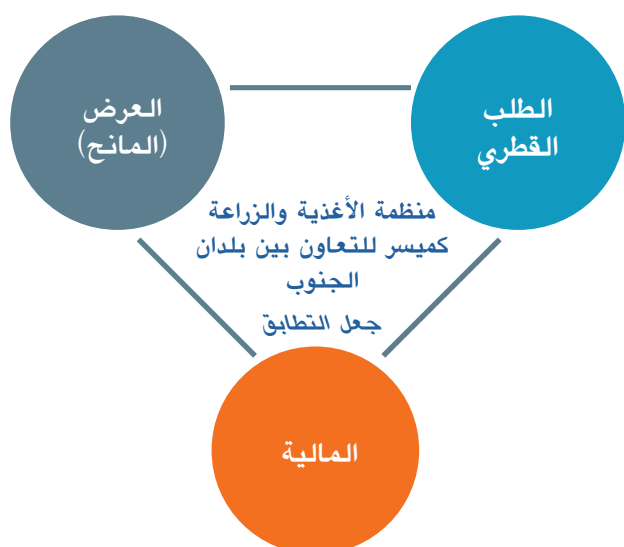 الطلب
القطري
العرض
(المانح)
منظمة الأغذية والزراعة
كميسر للتعاون بين بلدان
الجنوب
جعل التطابق
المالية